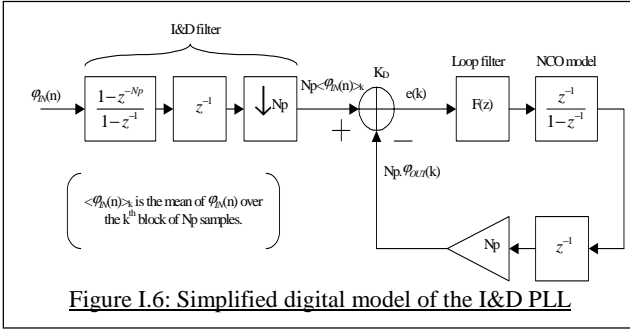 I&D filter
φIN(n)
1−z^−Np
1−z^−1
z^−1
Np
Np<φIN(n)>k
KD
e(k)
Loop filter
F(z)
NCO model
z^−1
1−z^−1
+
−
Np.φOUT(k)
<φIN(n)>k is the mean of φIN(n) over
the k^th block of Np samples.
Np
z^−1
Figure I.6: Simplified digital model of the I&D PLL